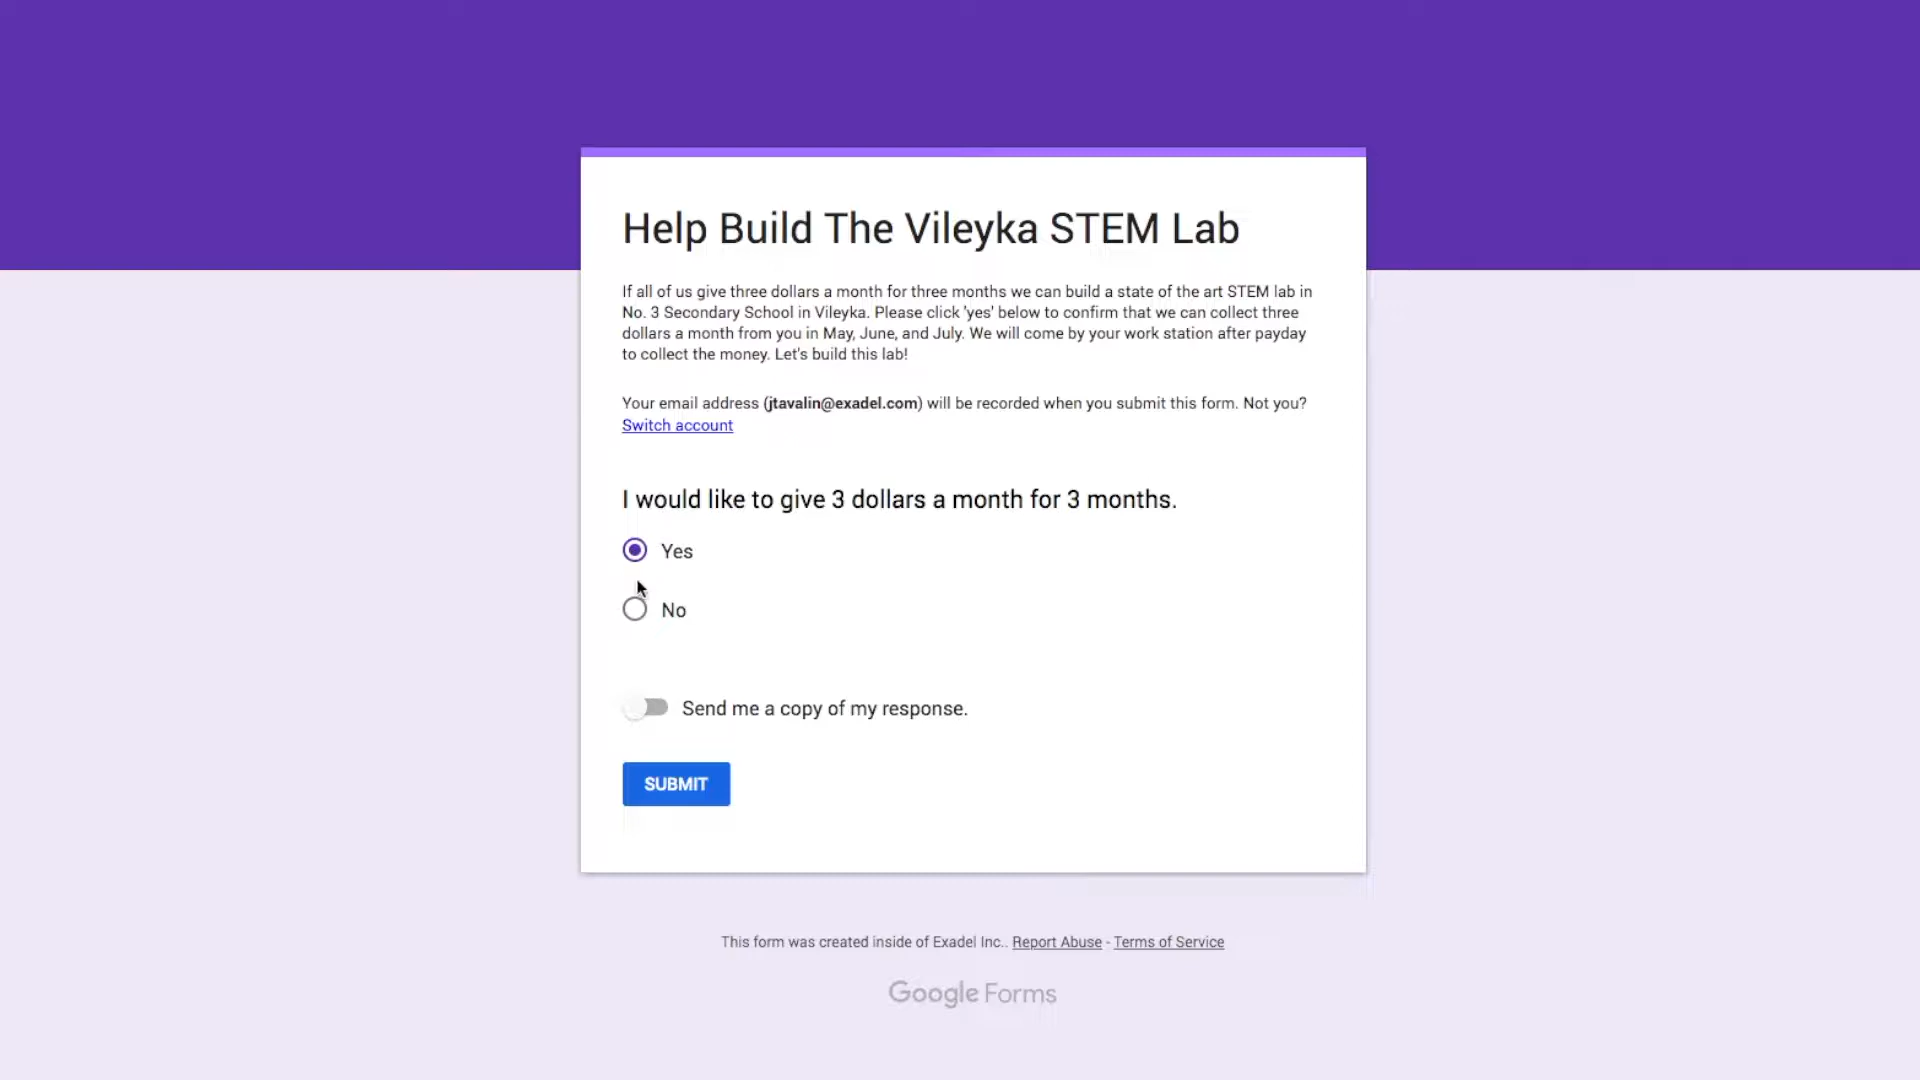 Help Build The Vileyka STEM Lab
If all of us give three dollars a month for three months we can build a state of the art STEM lab in
No. 3 Secondary School in Vileyka. Please click 'yes' below to confirm that we can collect three
dollars a month from you in May, June, and July. We will come by your work station after payday
to collect the money. Let's build this lab!
Your email address (jtavalin@exadel.com) will be recorded when you submit this form. Not you?
Switch account
I would like to give 3 dollars a month for 3 months.
Yes
No
Send me a copy of my response.
SUBMIT
This form was created inside of Exadel Inc.. Report Abuse - Terms of Service
Google Forms